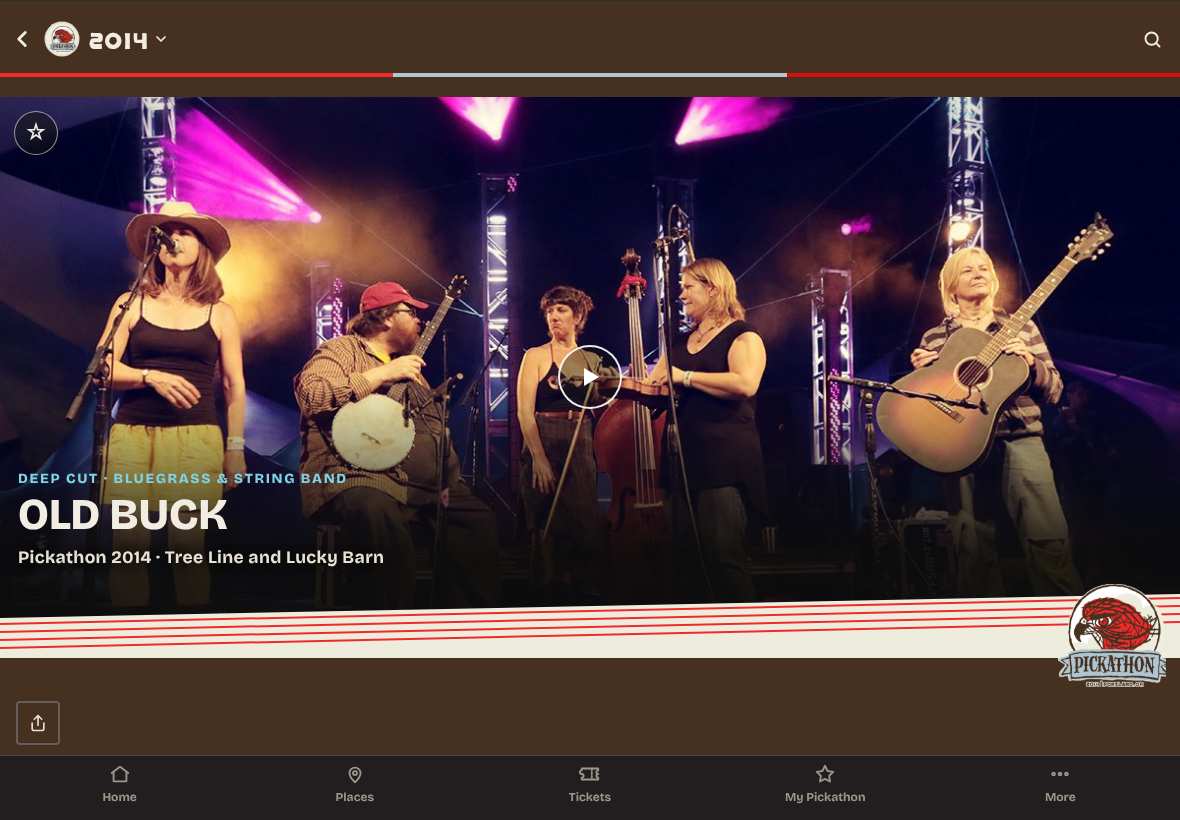 2014
DEEP CUT · BLUEGRASS & STRING BAND
OLD BUCK
Pickathon 2014 · Tree Line and Lucky Barn
PICKATHON
Home
Places
Tickets
My Pickathon
More